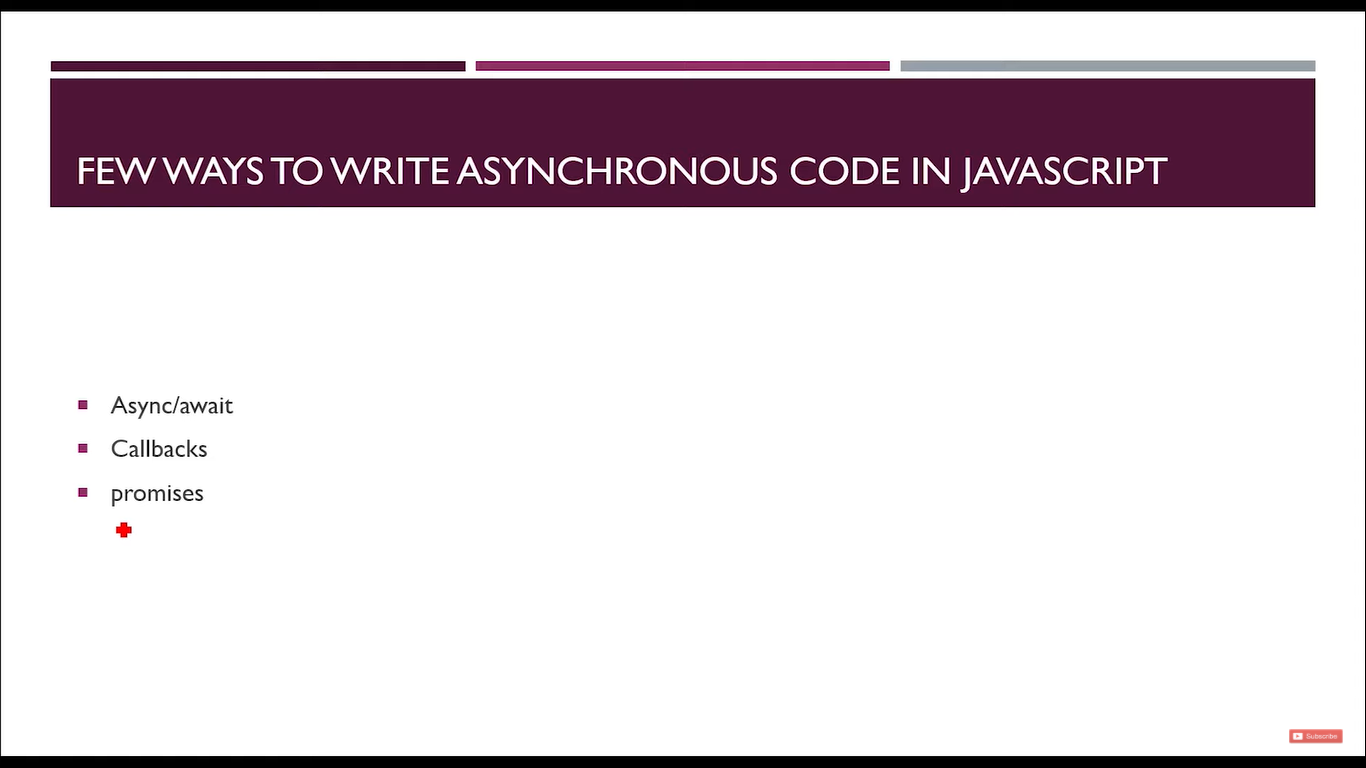 FEW WAYS TO WRITE ASYNCHRONOUS CODE IN JAVASCRIPT
Async/await
Callbacks
promises
Subscribe